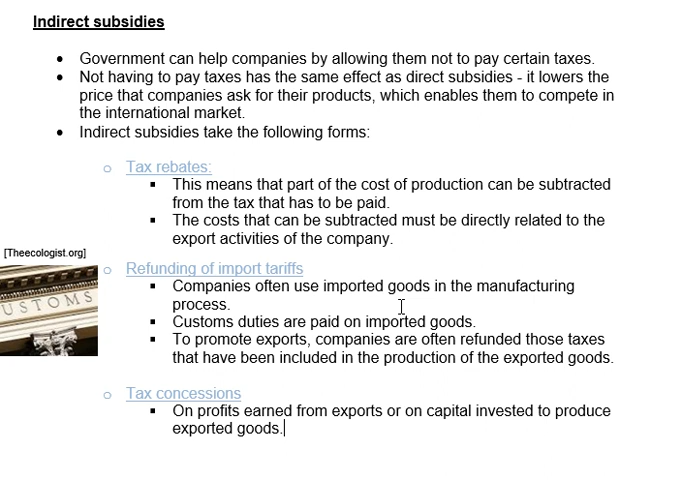 Indirect subsidies
• Government can help companies by allowing them not to pay certain taxes.
• Not having to pay taxes has the same effect as direct subsidies - it lowers the
price that companies ask for their products, which enables them to compete in
the international market.
• Indirect subsidies take the following forms:
o Tax rebates:
▪ This means that part of the cost of production can be subtracted
from the tax that has to be paid.
▪ The costs that can be subtracted must be directly related to the
export activities of the company.
[Theecologist.org]
USTOMS
o Refunding of import tariffs
▪ Companies often use imported goods in the manufacturing
process.
▪ Customs duties are paid on imported goods.
▪ To promote exports, companies are often refunded those taxes
that have been included in the production of the exported goods.
o Tax concessions
▪ On profits earned from exports or on capital invested to produce
exported goods.